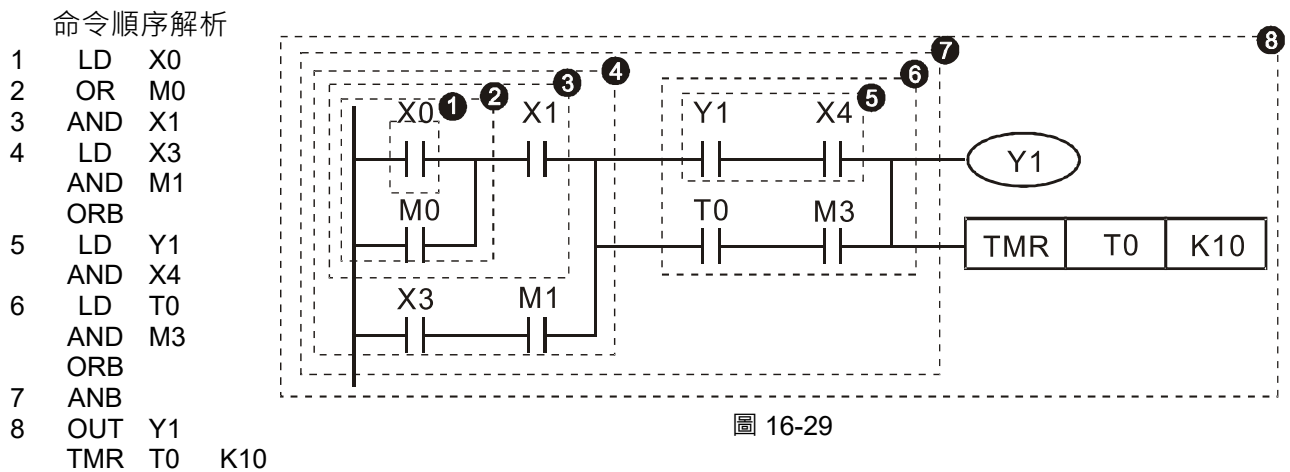 命令順序解析
1 LD X0
2 OR M0
3 AND X1
4 LD X3
AND M1
ORB
5 LD Y1
AND X4
6 LD T0
AND M3
ORB
7 ANB
8 OUT Y1
TMR T0 K10
8
7
6
4
3
2
1
5
X0
X1
Y1
X4
Y1
M0
T0
M3
TMR T0 K10
X3
M1
圖 16-29